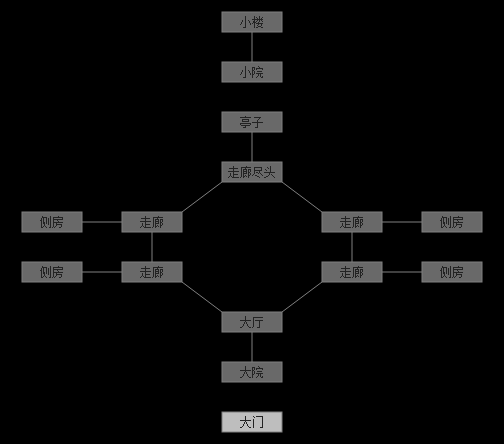 小楼
小院
亭子
走廊尽头
侧房 走廊 走廊 侧房
侧房 走廊 走廊 侧房
大厅
大院
大门